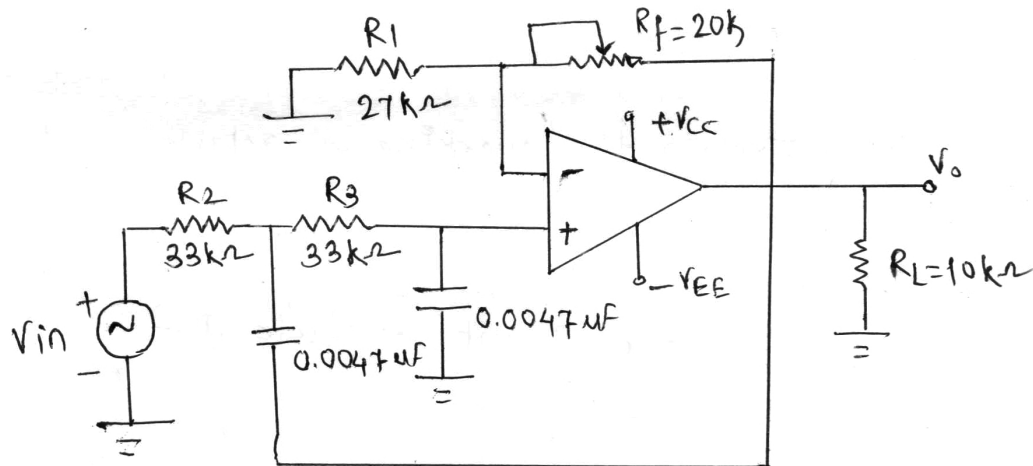 R1
27kΩ
Rf=20k
+VCC
-
+
-VEE
Vo
R2
33kΩ
R3
33kΩ
RL=10kΩ
+
Vin
~
-
0.0047uF
0.0047uF